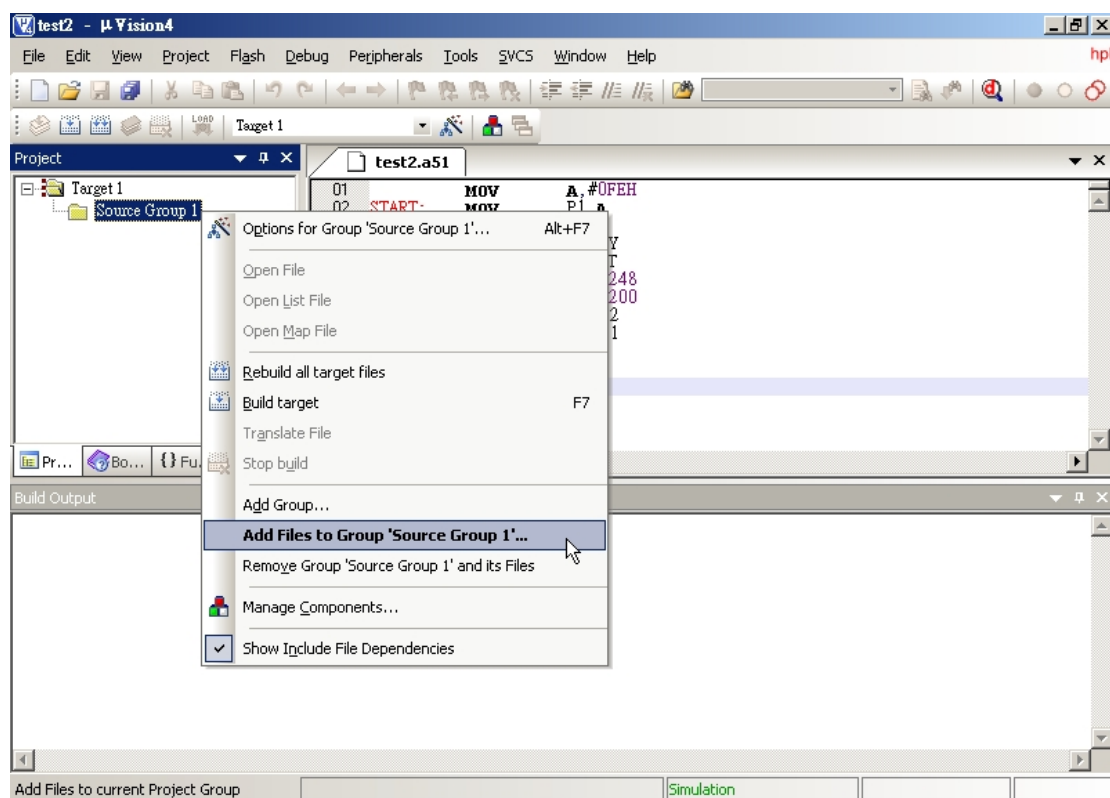 test2 - µVision4
File Edit View Project Flash Debug Peripherals Tools SVCS Window Help
LOAD Target 1
Project
test2.a51
Target 1
Source Group 1
01 MOV A,#0FEH
02 START: MOV P1,A
Y
T
248
200
2
1
Options for Group 'Source Group 1'... Alt+F7
Open File
Open List File
Open Map File
Rebuild all target files
Build target F7
Translate File
Stop build
Add Group...
Add Files to Group 'Source Group 1'...
Remove Group 'Source Group 1' and its Files
Manage Components...
Show Include File Dependencies
Pr... Bo... {} Fu
Build Output
Add Files to current Project Group Simulation